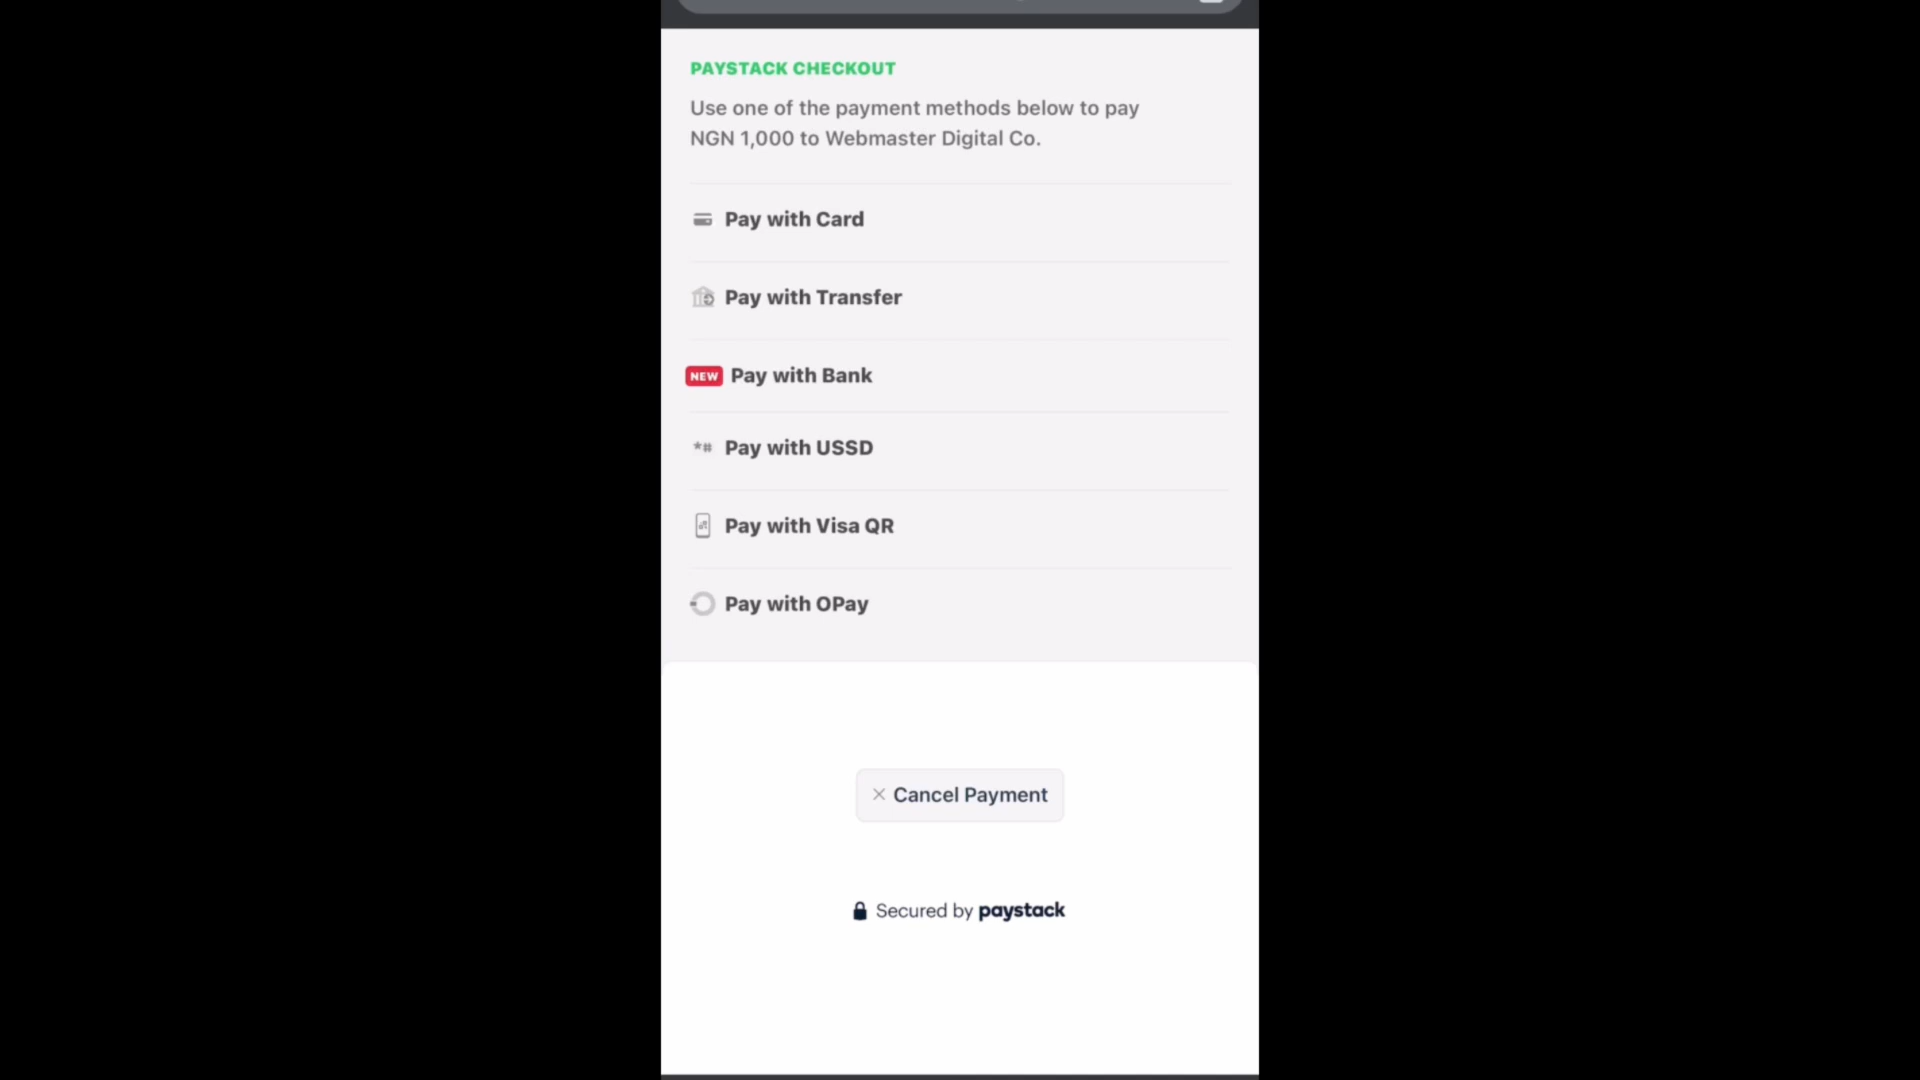 PAYSTACK CHECKOUT
Use one of the payment methods below to pay
NGN 1,000 to Webmaster Digital Co.
Pay with Card
Pay with Transfer
NEW Pay with Bank
*# Pay with USSD
Pay with Visa QR
Pay with OPay
Cancel Payment
Secured by paystack